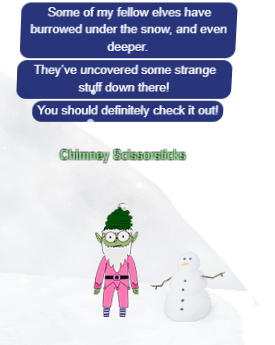 Some of my fellow elves have
burrowed under the snow, and even
deeper.
They've uncovered some strange
stuff down there!
You should definitely check it out!
Chimney Scissorsticks